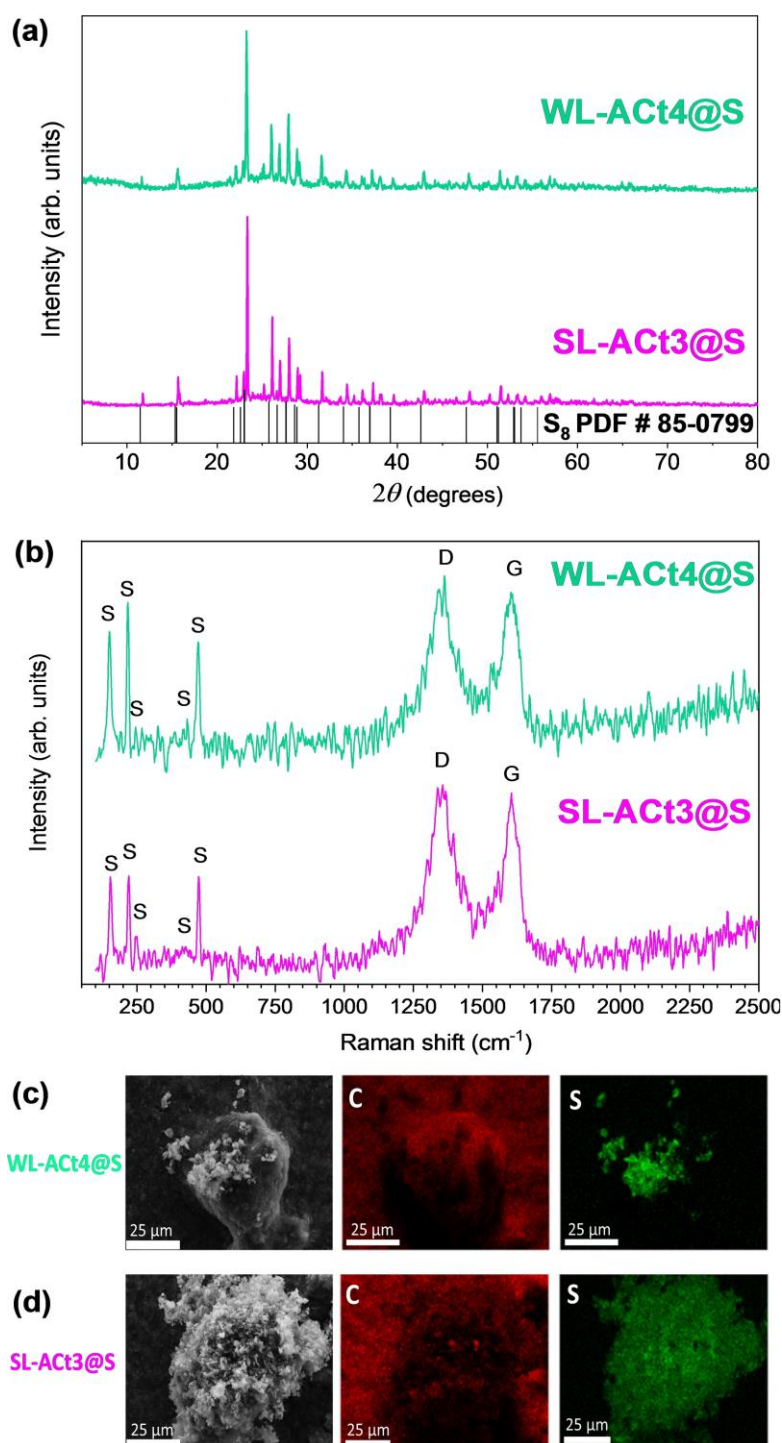 (a)
WL-ACt4@S
SL-ACt3@S
S₈ PDF # 85-0799
Intensity (arb. units)
10 20 30 40 50 60 70 80
2θ (degrees)
(b)
D
G
WL-ACt4@S
S S S S S
D
G
SL-ACt3@S
S S S S S
Intensity (arb. units)
250 500 750 1000 1250 1500 1750 2000 2250 2500
Raman shift (cm⁻¹)
(c)
WL-ACt4@S
25 µm
C
25 µm
S
25 µm
(d)
SL-ACt3@S
25 µm
C
25 µm
S
25 µm